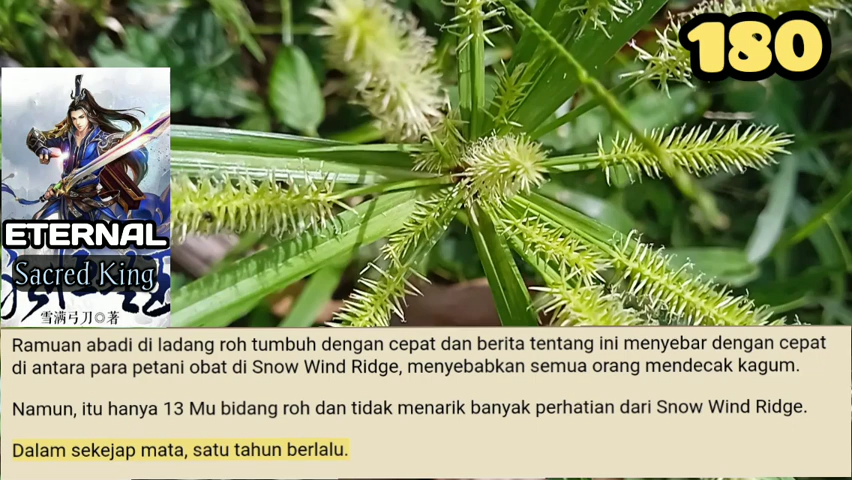 180
ETERNAL
Sacred King
雪满弓刀◎著
Ramuan abadi di ladang roh tumbuh dengan cepat dan berita tentang ini menyebar dengan cepat
di antara para petani obat di Snow Wind Ridge, menyebabkan semua orang mendecak kagum.
Namun, itu hanya 13 Mu bidang roh dan tidak menarik banyak perhatian dari Snow Wind Ridge.
Dalam sekejap mata, satu tahun berlalu.